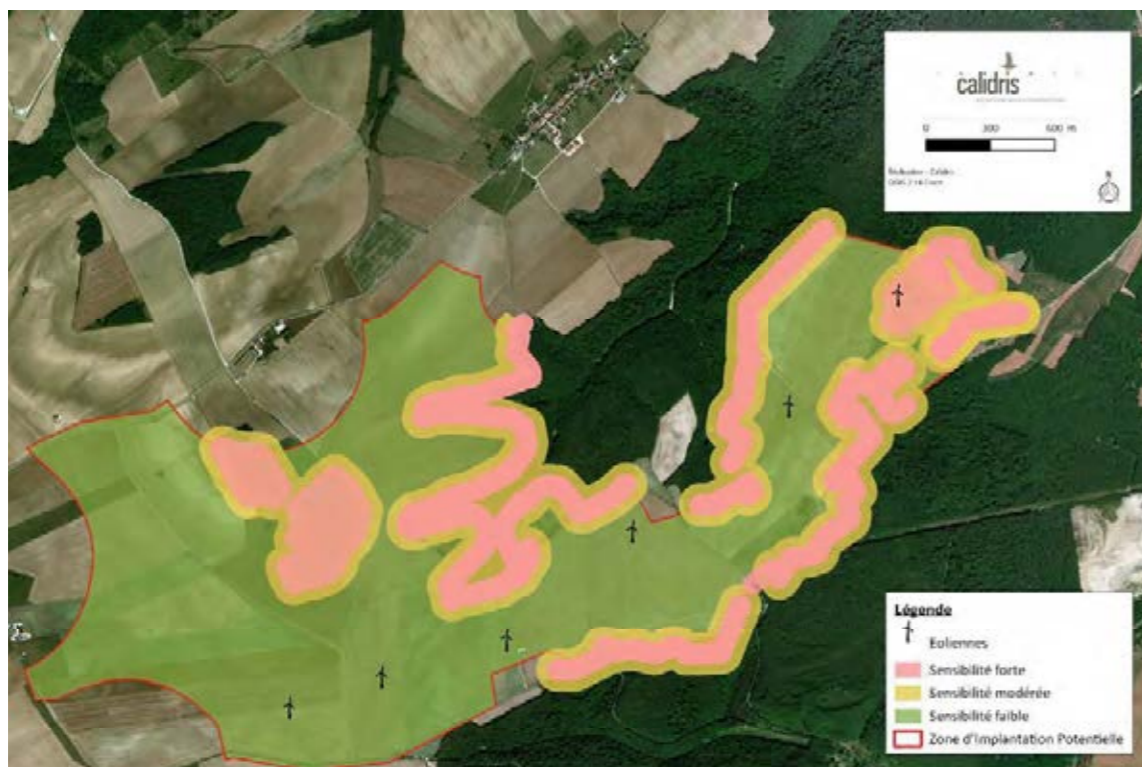 calidris
0 300 600 m
N
Légende
Eoliennes
Sensibilité forte
Sensibilité modérée
Sensibilité faible
Zone d'Implantation Potentielle